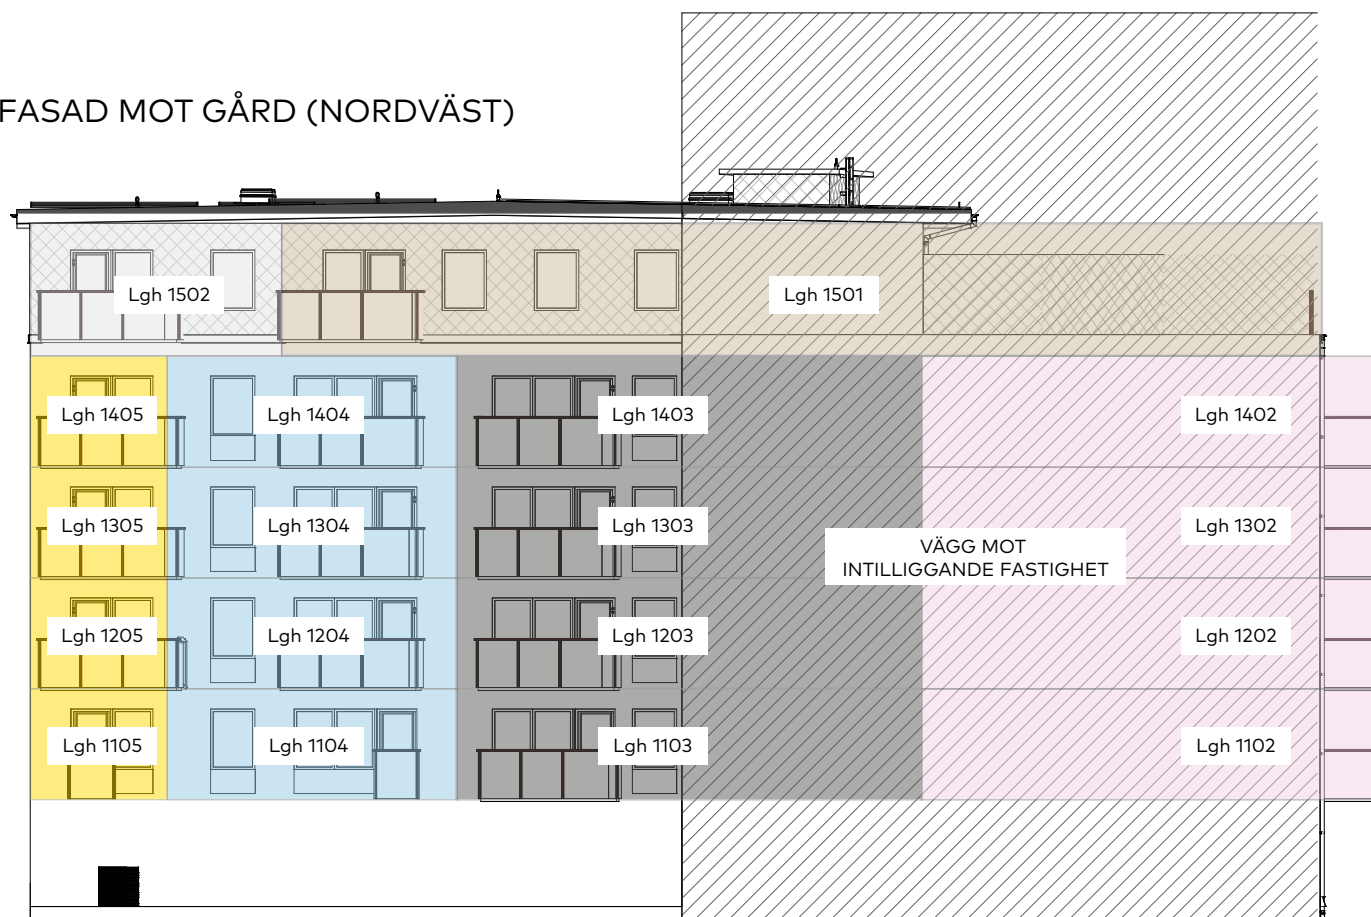 FASAD MOT GÅRD (NORDVÄST)
Lgh 1502
Lgh 1501
Lgh 1405
Lgh 1404
Lgh 1403
Lgh 1402
Lgh 1305
Lgh 1304
Lgh 1303
Lgh 1302
VÄGG MOT
INTILLIGGANDE FASTIGHET
Lgh 1205
Lgh 1204
Lgh 1203
Lgh 1202
Lgh 1105
Lgh 1104
Lgh 1103
Lgh 1102